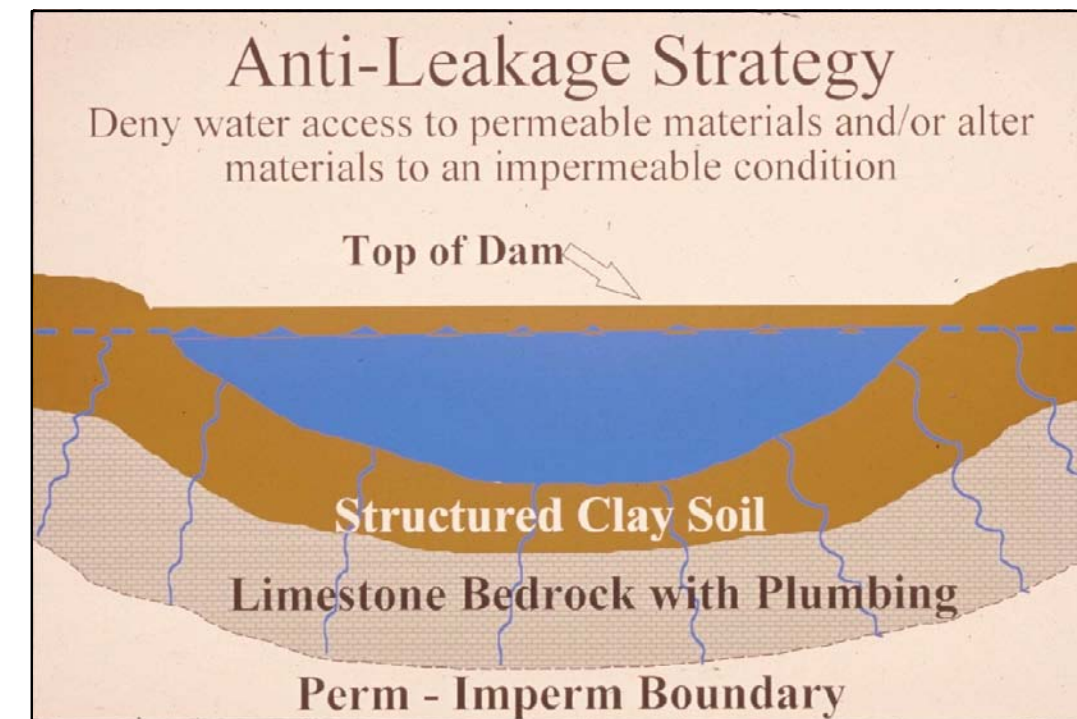 Anti-Leakage Strategy
Deny water access to permeable materials and/or alter
materials to an impermeable condition
Top of Dam
Structured Clay Soil
Limestone Bedrock with Plumbing
Perm - Imperm Boundary